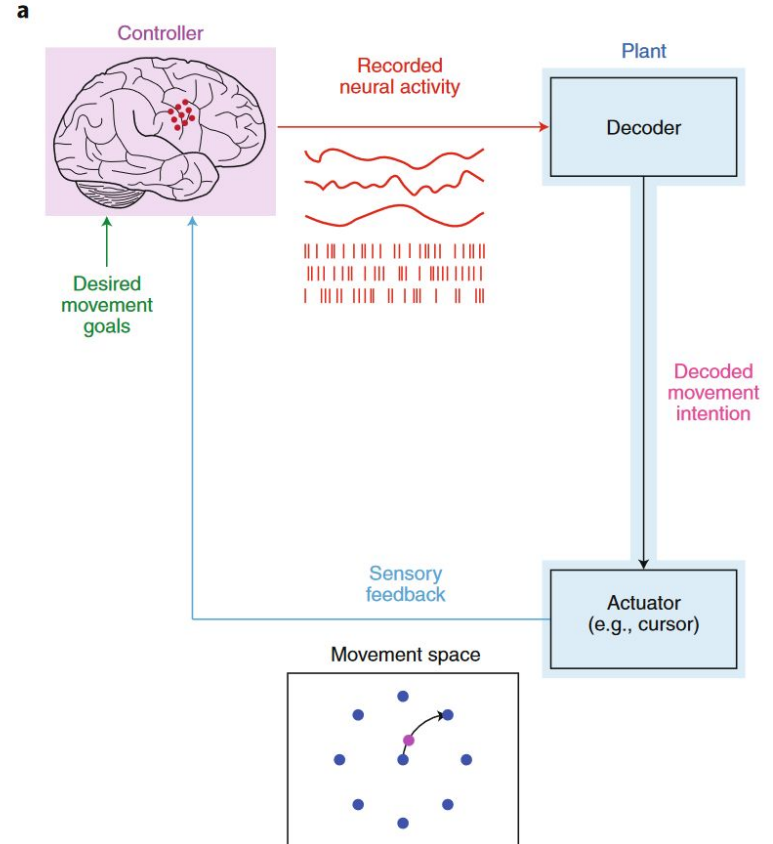 a
Controller
Recorded
neural activity
Plant
Decoder
Desired
movement
goals
Decoded
movement
intention
Sensory
feedback
Actuator
(e.g., cursor)
Movement space